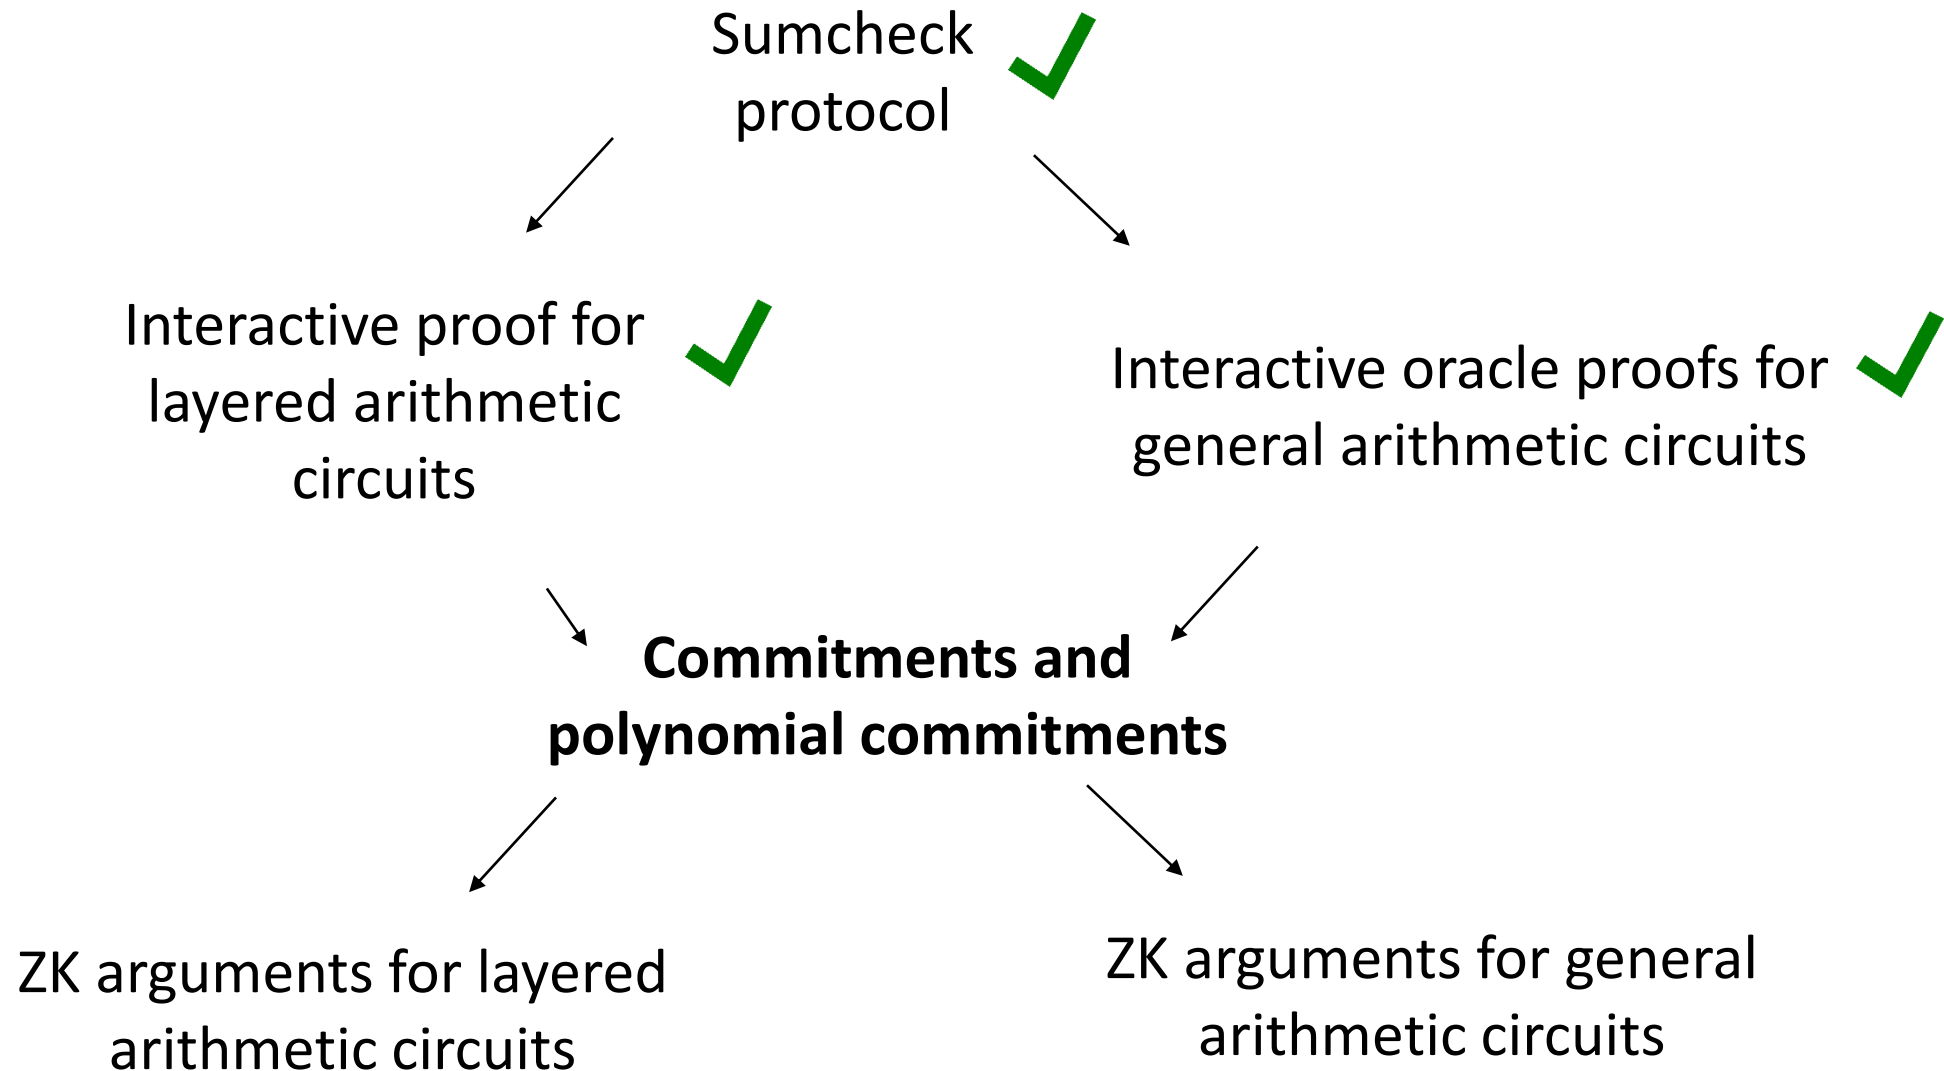 Sumcheck
protocol
Interactive proof for
layered arithmetic
circuits
Interactive oracle proofs for
general arithmetic circuits
Commitments and
polynomial commitments
ZK arguments for layered
arithmetic circuits
ZK arguments for general
arithmetic circuits